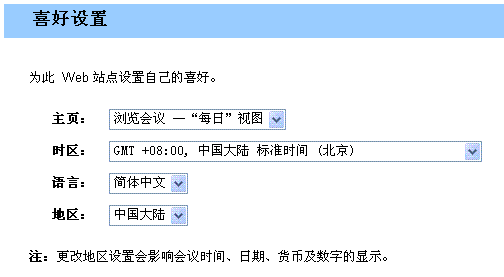 喜好设置
为此 Web 站点设置自己的喜好。
主页： 浏览会议 —“每日”视图
时区： GMT +08:00, 中国大陆 标准时间 (北京)
语言： 简体中文
地区： 中国大陆
注：更改地区设置会影响会议时间、日期、货币及数字的显示。